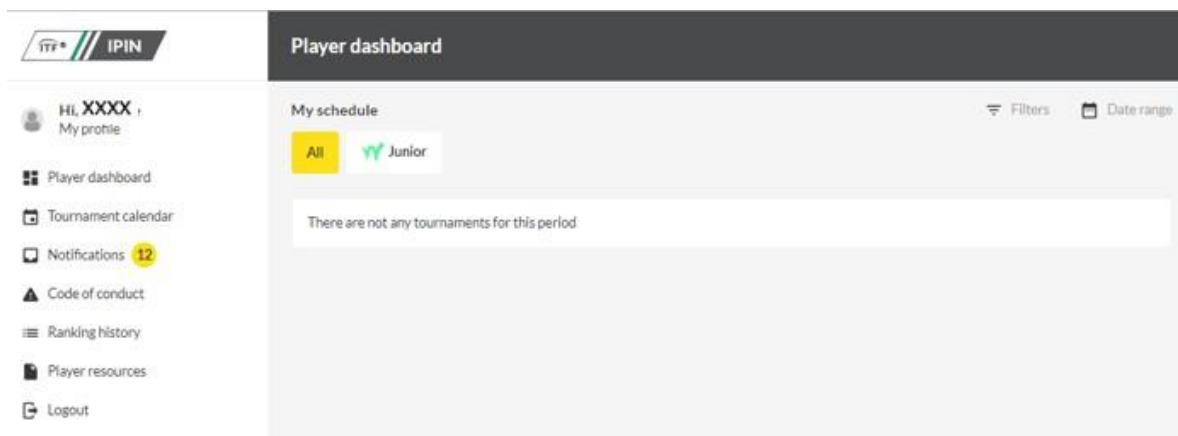 ITF IPIN
Player dashboard
Hi, XXXX ,
My profile
Player dashboard
Tournament calendar
Notifications 12
Code of conduct
Ranking history
Player resources
Logout
My schedule
Filters
Date range
All
Junior
There are not any tournaments for this period